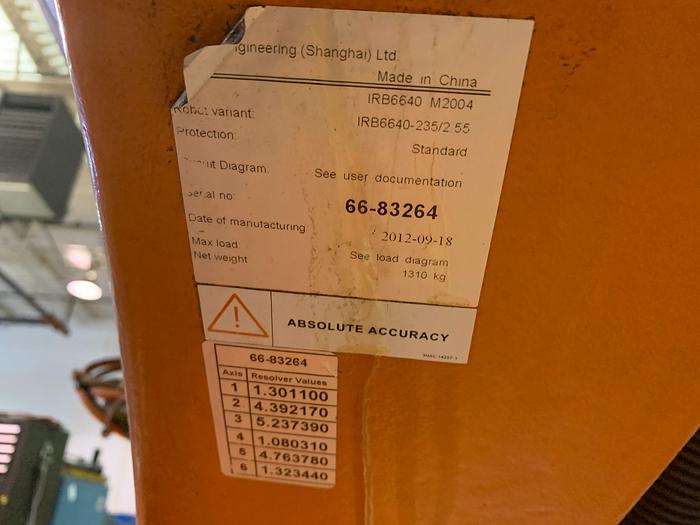 ngineering (Shanghai) Ltd.
Made in China
IRB6640 M2004
Robot variant: IRB6640-235/2.55
Protection: Standard
Diagram: See user documentation
no: 66-83264
Date of manufacturing 2012-09-18
Max load: See load diagram
Net weight 1310 kg
ABSOLUTE ACCURACY
66-83264
Axis Resolver Values
1 1.301100
2 4.392170
3 5.237390
4 1.080310
5 4.763780
6 1.323440